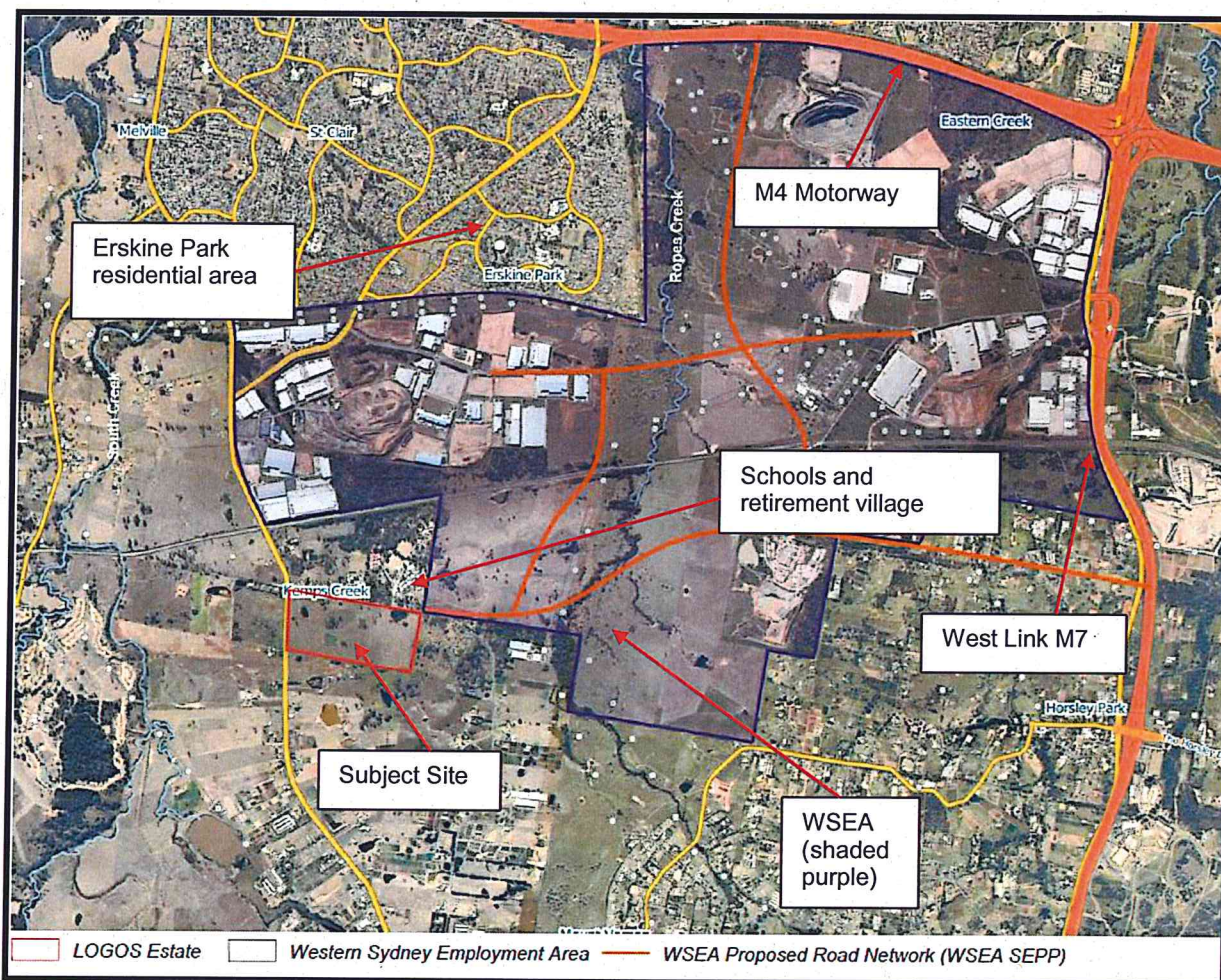 Melville
St Clair
Eastern Creek
M4 Motorway
Ropes Creek
Erskine Park
residential area
Erskine Park
South Creek
Schools and
retirement village
Kemps Creek
West Link M7
Horsley Park
Subject Site
WSEA
(shaded
purple)
LOGOS Estate
Western Sydney Employment Area
WSEA Proposed Road Network (WSEA SEPP)